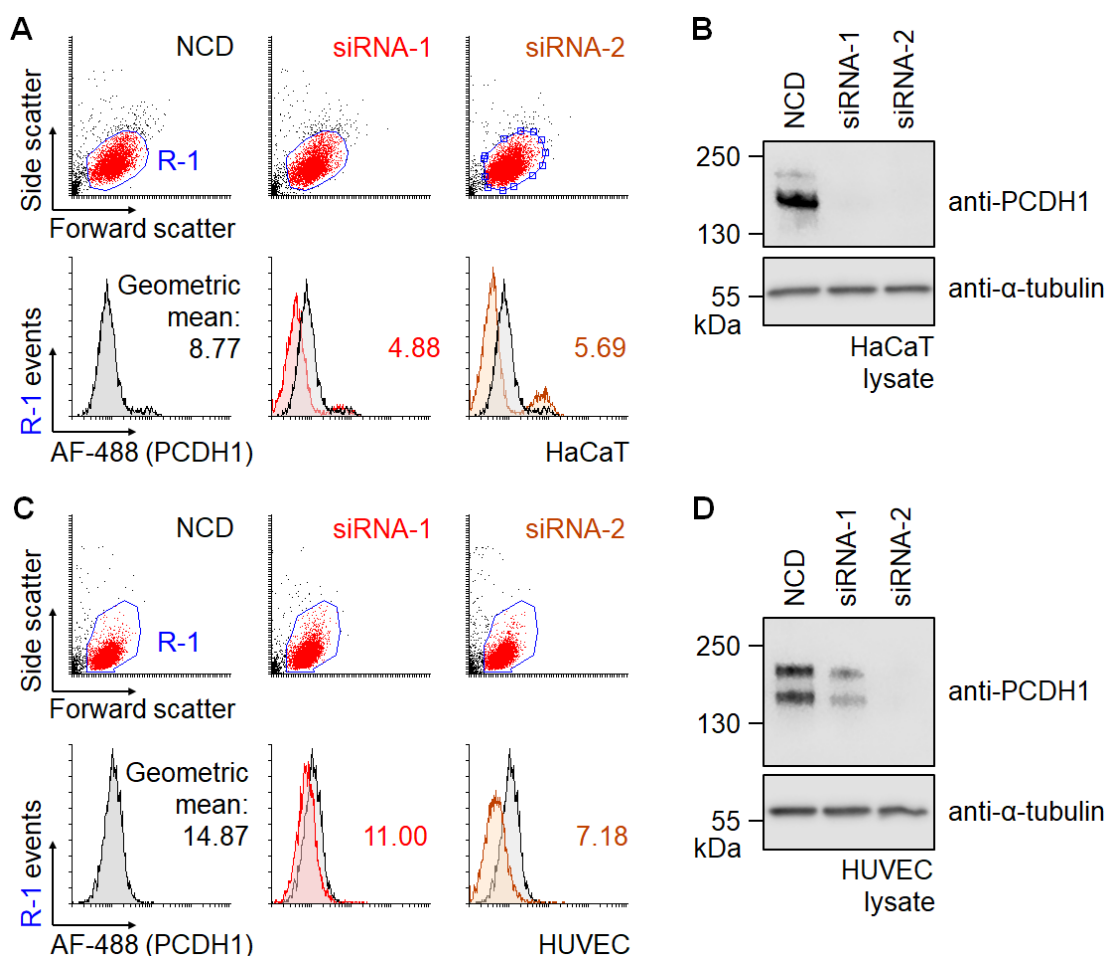 A
NCD
siRNA-1
siRNA-2
Side scatter
R-1
Forward scatter
R-1 events
Geometric
mean:
8.77
4.88
5.69
AF-488 (PCDH1)
HaCaT
B
NCD
siRNA-1
siRNA-2
250
130
anti-PCDH1
55
kDa
anti-α-tubulin
HaCaT
lysate
C
NCD
siRNA-1
siRNA-2
Side scatter
R-1
Forward scatter
R-1 events
Geometric
mean:
14.87
11.00
7.18
AF-488 (PCDH1)
HUVEC
D
NCD
siRNA-1
siRNA-2
250
130
anti-PCDH1
55
kDa
anti-α-tubulin
HUVEC
lysate